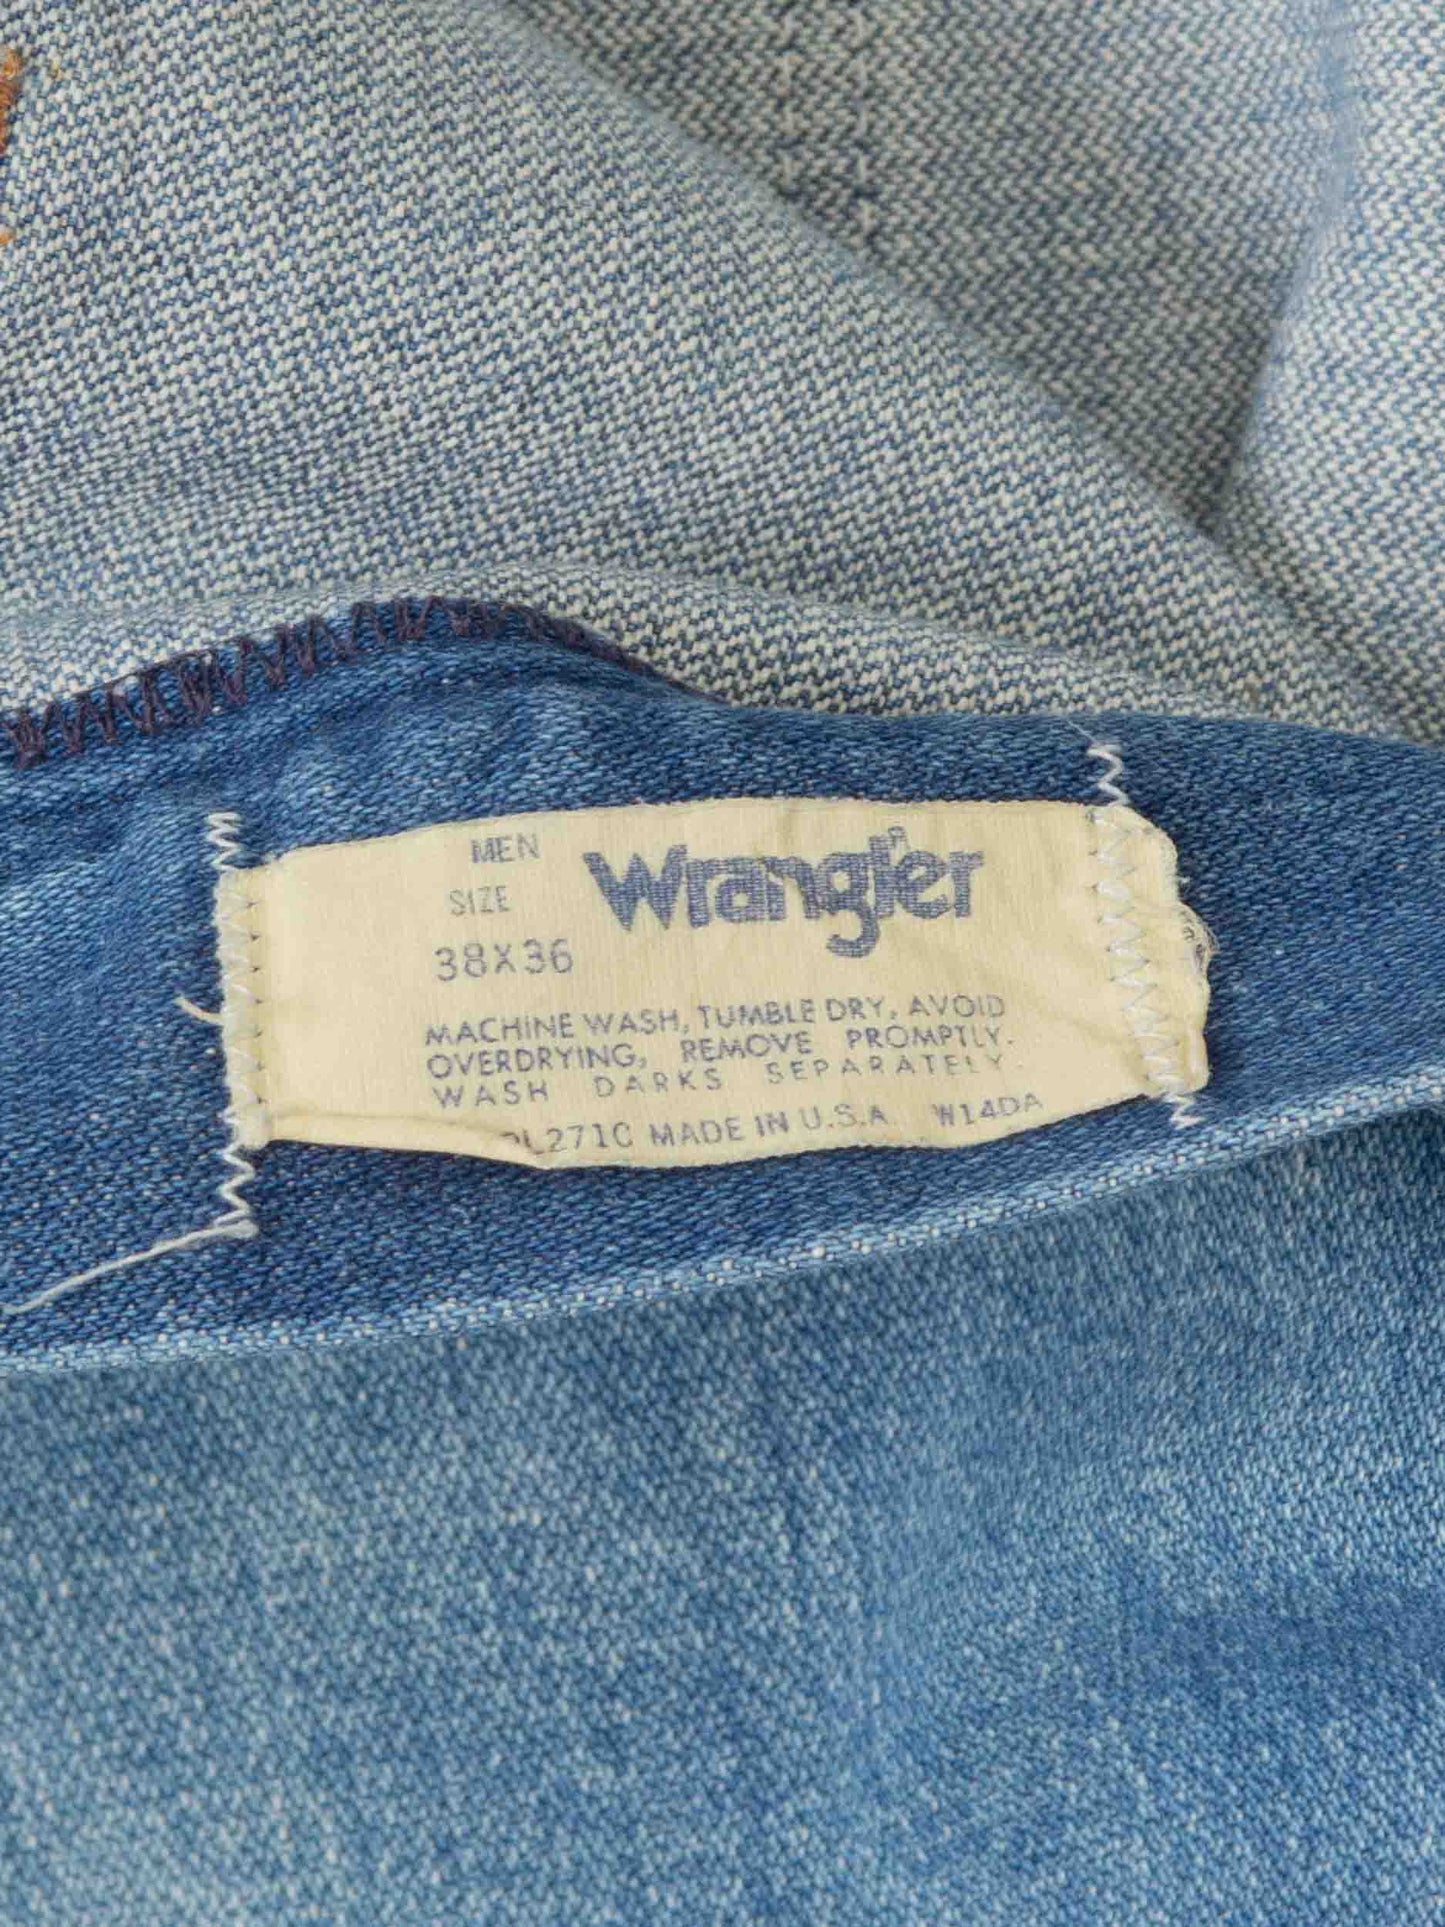 MEN
SIZE
38X36
Wrangler®
MACHINE WASH, TUMBLE DRY, AVOID
OVERDRYING, REMOVE PROMPTLY.
WASH DARKS SEPARATELY.
MADE IN U.S.A W14DA